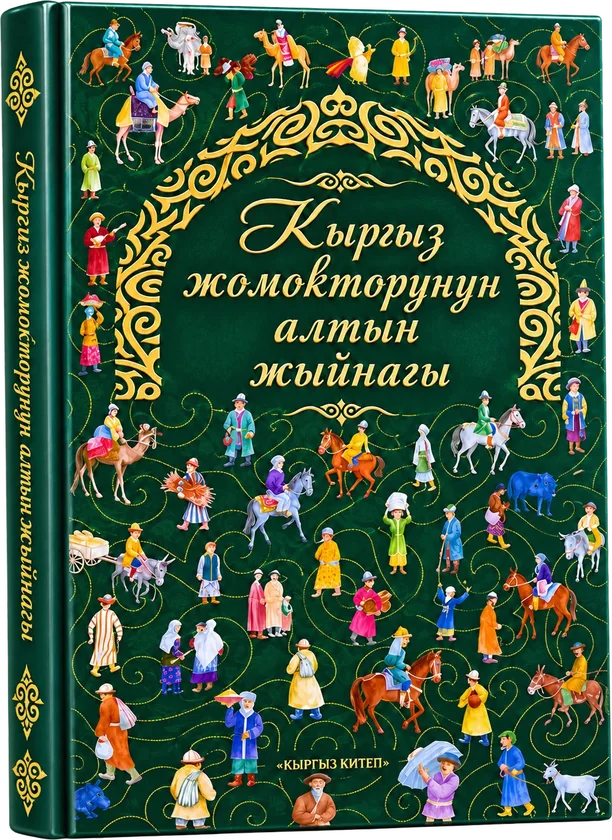 Кыргыз
жомокторунун
алтын
жыйнагы
«КЫРГЫЗ КИТЕП»
Кыргыз жомокторунун алтын жыйнагы